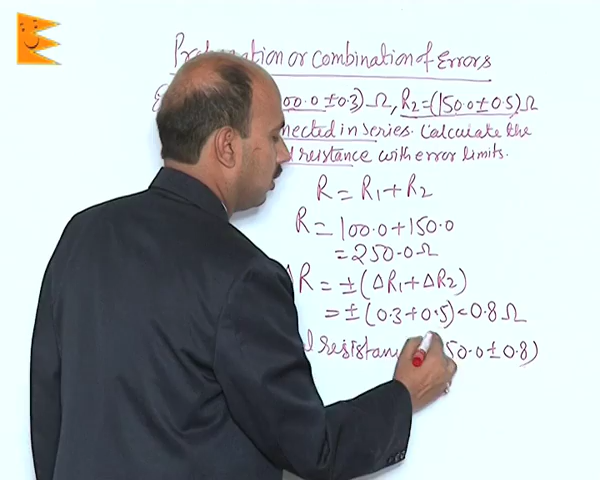 Propagation or Combination of Errors
00.0 ± 0.3) Ω, R2 = (150.0 ± 0.5) Ω
nected in series. Calculate the
resistance with error limits.
R = R1 + R2
R = 100.0 + 150.0
= 250.0 Ω
ΔR = ± (ΔR1 + ΔR2)
= ± (0.3 + 0.5) = 0.8 Ω
50.0 ± 0.8)